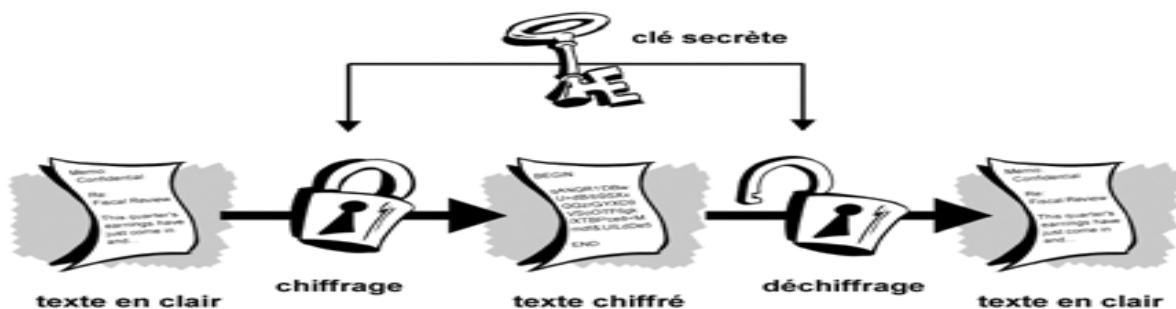 clé secrète
Memo:
Confidential
Re:
Fiscal Review
This quarter's
earnings have
just come in
and...
BEGIN:
END
Memo:
Confidential
Re:
Fiscal Review
This quarter's
earnings have
just come in
and...
chiffrage
déchiffrage
texte en clair
texte chiffré
texte en clair